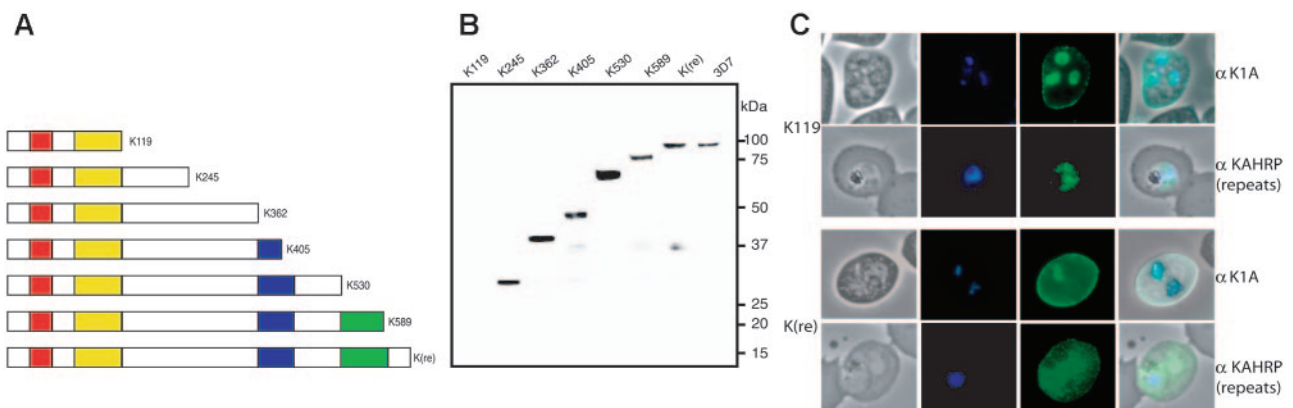 A
K119
K245
K362
K405
K530
K589
K(re)
B
K119
K245
K362
K405
K530
K589
K(re)
3D7
kDa
100
75
50
37
25
20
15
C
K119
α K1A
α KAHRP
(repeats)
K(re)
α K1A
α KAHRP
(repeats)